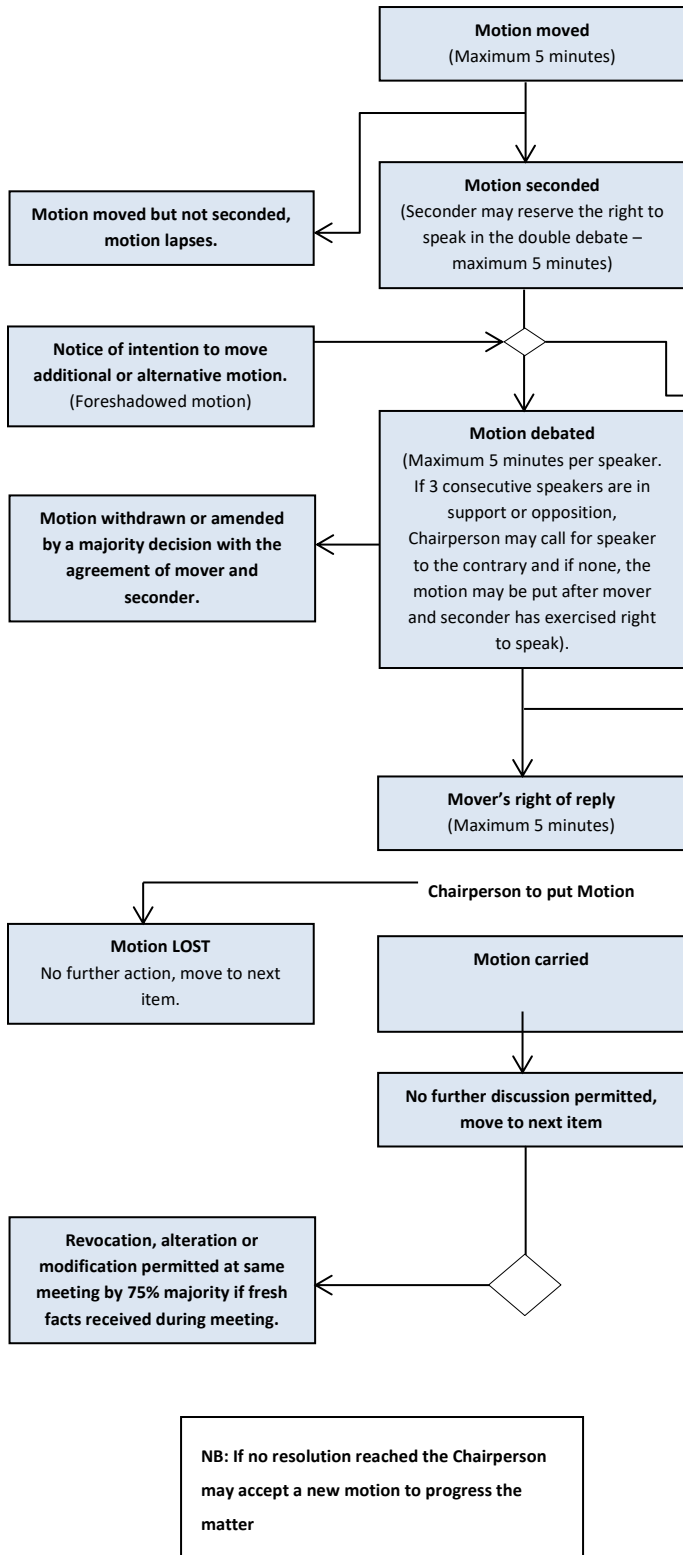 Motion moved
(Maximum 5 minutes)
Motion seconded
(Seconder may reserve the right to
speak in the double debate –
maximum 5 minutes)
Motion moved but not seconded,
motion lapses.
Notice of intention to move
additional or alternative motion.
(Foreshadowed motion)
Motion debated
(Maximum 5 minutes per speaker.
If 3 consecutive speakers are in
support or opposition,
Chairperson may call for speaker
to the contrary and if none, the
motion may be put after mover
and seconder has exercised right
to speak).
Motion withdrawn or amended
by a majority decision with the
agreement of mover and
seconder.
Mover’s right of reply
(Maximum 5 minutes)
Chairperson to put Motion
Motion LOST
No further action, move to next
item.
Motion carried
No further discussion permitted,
move to next item
Revocation, alteration or
modification permitted at same
meeting by 75% majority if fresh
facts received during meeting.
NB: If no resolution reached the Chairperson
may accept a new motion to progress the
matter